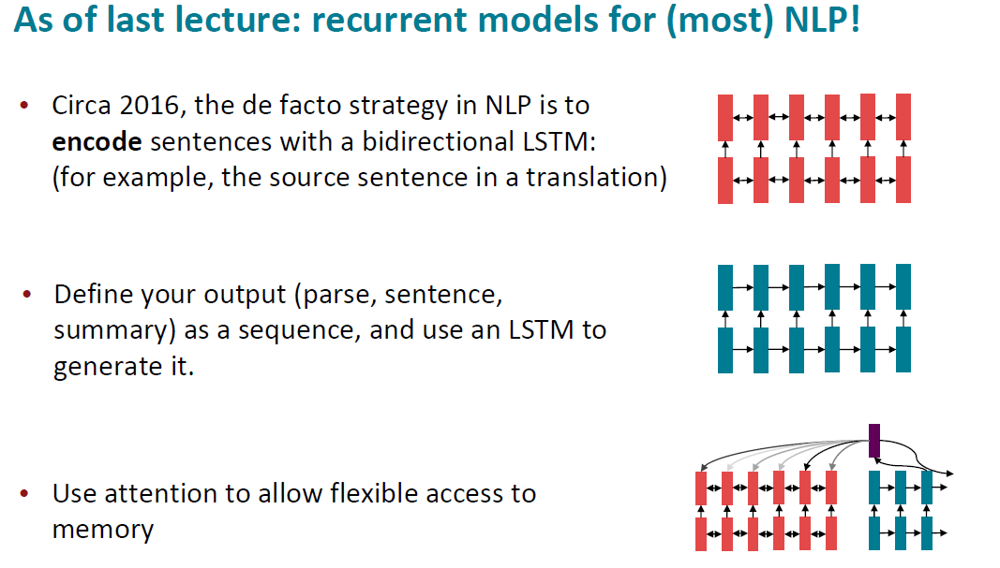 As of last lecture: recurrent models for (most) NLP!
• Circa 2016, the de facto strategy in NLP is to
encode sentences with a bidirectional LSTM:
(for example, the source sentence in a translation)
• Define your output (parse, sentence,
summary) as a sequence, and use an LSTM to
generate it.
• Use attention to allow flexible access to
memory